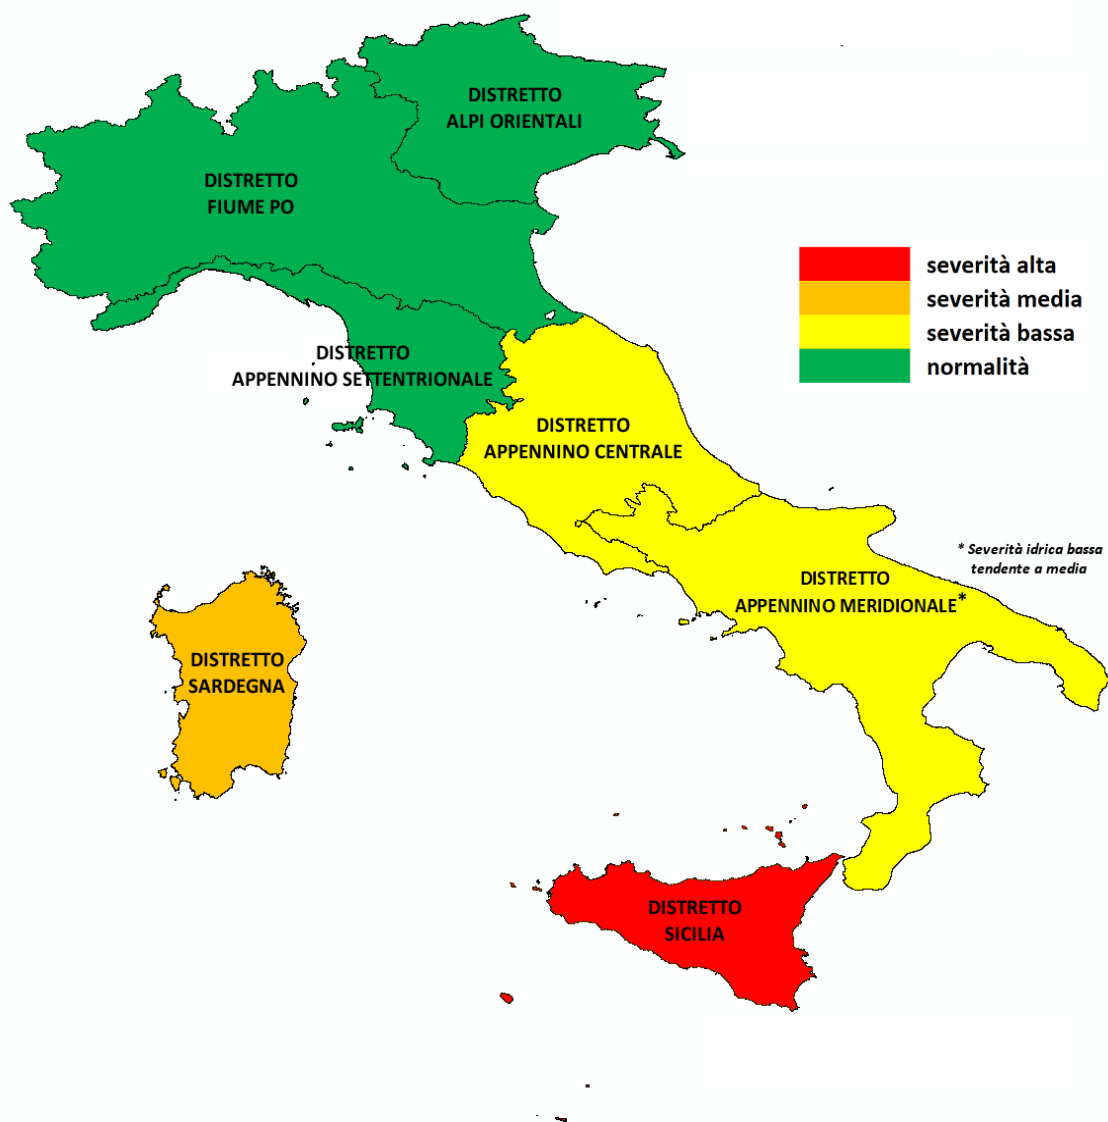 DISTRETTO
ALPI ORIENTALI
DISTRETTO
FIUME PO
severità alta
severità media
severità bassa
normalità
DISTRETTO
APPENNINO SETTENTRIONALE
DISTRETTO
APPENNINO CENTRALE
* Severità idrica bassa
tendente a media
DISTRETTO
APPENNINO MERIDIONALE*
DISTRETTO
SARDEGNA
DISTRETTO
SICILIA